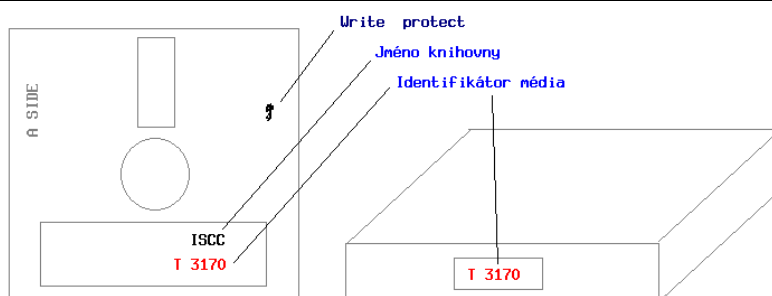 Write protect
Jméno knihovny
Identifikátor média
A SIDE
ISCC
T 3170
T 3170